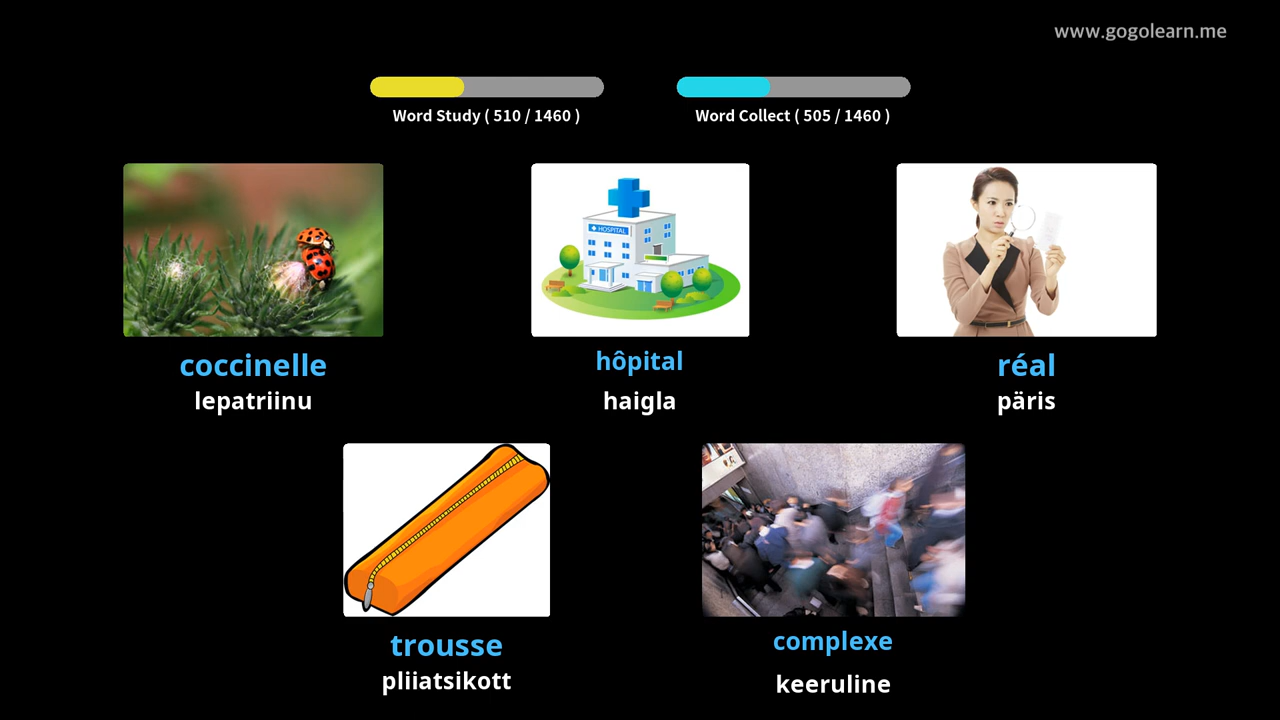 www.gogolearn.me
Word Study ( 510 / 1460 )
Word Collect ( 505 / 1460 )
HOSPITAL
coccinelle
lepatriinu
hôpital
haigla
réal
päris
trousse
pliiatsikott
complexe
keeruline